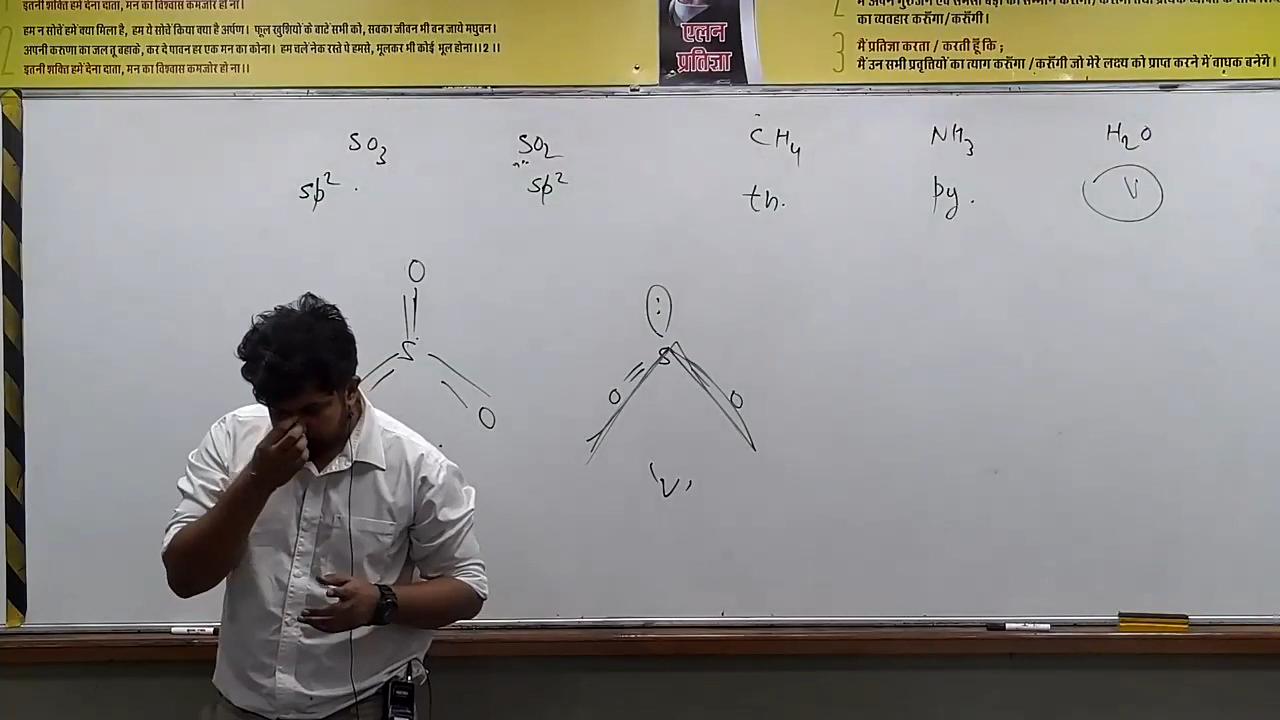 इतनी शक्ति हमें देना दाता, मन का विश्वास कमजोर हो ना।
2
हम न सोचें हमें क्या मिला है, हम ये सोचें किया क्या है अर्पण। फूल खुशियों के बाटें सभी को, सबका जीवन भी बन जाये मधुवन।
अपनी करुणा का जल तू बहाके, कर दे पावन हर एक मन का कोना। हम चलें नेक रस्ते पे हमसे, भूलकर भी कोई भूल होना।।2।।
इतनी शक्ति हमें देना दाता, मन का विश्वास कमजोर हो ना।।
एलन
प्रतिज्ञा
का व्यवहार करूँगा/करूँगी।
3
मैं प्रतिज्ञा करता / करती हूँ कि ;
मैं उन सभी प्रवृत्तियों का त्याग करूँगा /करूँगी जो मेरे लक्ष्य को प्राप्त करने में बाधक बनेंगे।
SO3 SO2 CH4 NH3 H2O
sp2 sp2 th. py. V
O
S
O
S
O O
'V'